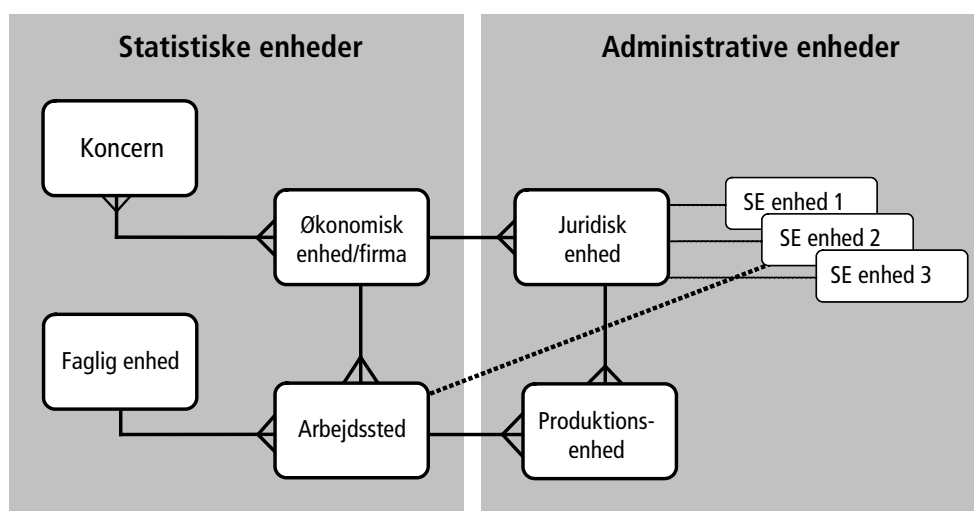 Statistiske enheder
Administrative enheder
Koncern
Økonomisk
enhed/firma
Juridisk
enhed
SE enhed 1
SE enhed 2
SE enhed 3
Faglig enhed
Arbejdssted
Produktions-
enhed